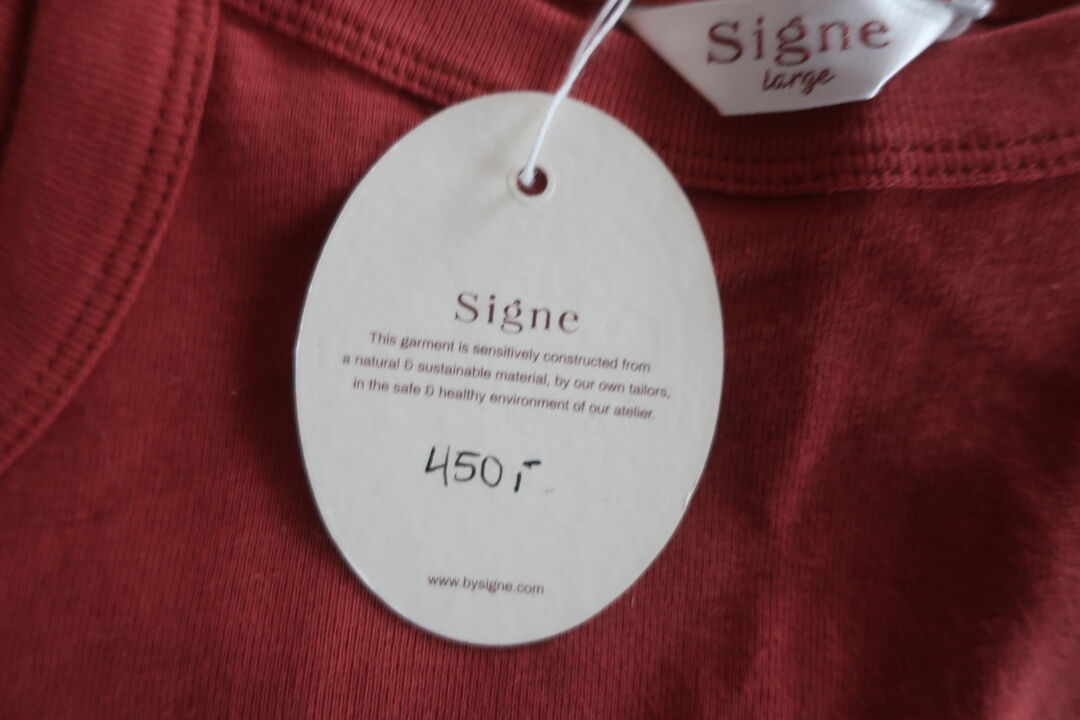 Signe
large
Signe
This garment is sensitively constructed from
a natural & sustainable material, by our own tailors,
in the safe & healthy environment of our atelier.
450,-
www.bysigne.com